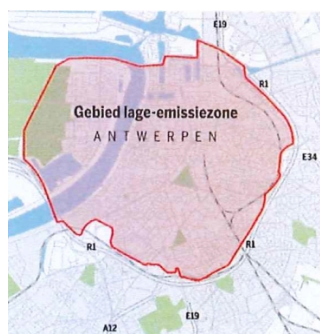 E19
R1
Gebied lage-emissiezone
ANTWERPEN
E34
R1
R1
E19
A12